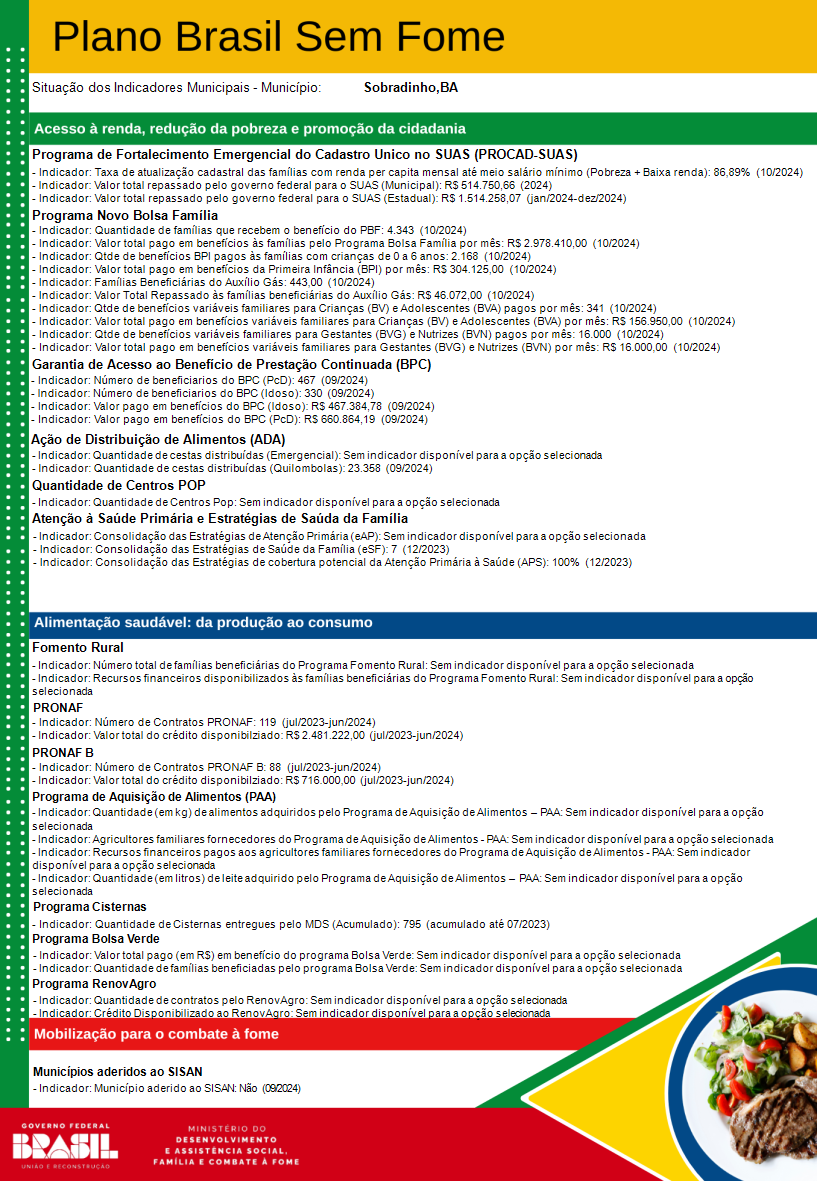 Plano Brasil Sem Fome
Situação dos Indicadores Municipais - Município: Sobradinho,BA
Acesso à renda, redução da pobreza e promoção da cidadania
Programa de Fortalecimento Emergencial do Cadastro Unico no SUAS (PROCAD-SUAS)
- Indicador: Taxa de atualização cadastral das famílias com renda per capita mensal até meio salário mínimo (Pobreza + Baixa renda): 86,89% (10/2024)
- Indicador: Valor total repassado pelo governo federal para o SUAS (Municipal): R$ 514.750,66 (2024)
- Indicador: Valor total repassado pelo governo federal para o SUAS (Estadual): R$ 1.514.258,07 (jan/2024-dez/2024)
Programa Novo Bolsa Família
- Indicador: Quantidade de famílias que recebem o benefício do PBF: 4.343 (10/2024)
- Indicador: Valor total pago em benefícios às famílias pelo Programa Bolsa Família por mês: R$ 2.978.410,00 (10/2024)
- Indicador: Qtde de benefícios BPI pagos às famílias com crianças de 0 a 6 anos: 2.168 (10/2024)
- Indicador: Valor total pago em benefícios da Primeira Infância (BPI) por mês: R$ 304.125,00 (10/2024)
- Indicador: Famílias Beneficiárias do Auxílio Gás: 443,00 (10/2024)
- Indicador: Valor Total Repassado às famílias beneficiárias do Auxílio Gás: R$ 46.072,00 (10/2024)
- Indicador: Qtde de benefícios variáveis familiares para Crianças (BV) e Adolescentes (BVA) pagos por mês: 341 (10/2024)
- Indicador: Valor total pago em benefícios variáveis familiares para Crianças (BV) e Adolescentes (BVA) por mês: R$ 156.950,00 (10/2024)
- Indicador: Qtde de benefícios variáveis familiares para Gestantes (BVG) e Nutrizes (BVN) pagos por mês: 16.000 (10/2024)
- Indicador: Valor total pago em benefícios variáveis familiares para Gestantes (BVG) e Nutrizes (BVN) por mês: R$ 16.000,00 (10/2024)
Garantia de Acesso ao Benefício de Prestação Continuada (BPC)
- Indicador: Número de beneficiarios do BPC (PcD): 467 (09/2024)
- Indicador: Número de beneficiarios do BPC (Idoso): 330 (09/2024)
- Indicador: Valor pago em benefícios do BPC (Idoso): R$ 467.384,78 (09/2024)
- Indicador: Valor pago em benefícios do BPC (PcD): R$ 660.864,19 (09/2024)
Ação de Distribuição de Alimentos (ADA)
- Indicador: Quantidade de cestas distribuídas (Emergencial): Sem indicador disponível para a opção selecionada
- Indicador: Quantidade de cestas distribuídas (Quilombolas): 23.358 (09/2024)
Quantidade de Centros POP
- Indicador: Quantidade de Centros Pop: Sem indicador disponível para a opção selecionada
Atenção à Saúde Primária e Estratégias de Saúda da Família
- Indicador: Consolidação das Estratégias de Atenção Primária (eAP): Sem indicador disponível para a opção selecionada
- Indicador: Consolidação das Estratégias de Saúde da Família (eSF): 7 (12/2023)
- Indicador: Consolidação das Estratégias de cobertura potencial da Atenção Primária à Saúde (APS): 100% (12/2023)
Alimentação saudável: da produção ao consumo
Fomento Rural
- Indicador: Número total de famílias beneficiárias do Programa Fomento Rural: Sem indicador disponível para a opção selecionada
- Indicador: Recursos financeiros disponibilizados às famílias beneficiárias do Programa Fomento Rural: Sem indicador disponível para a opção
selecionada
PRONAF
- Indicador: Número de Contratos PRONAF: 119 (jul/2023-jun/2024)
- Indicador: Valor total do crédito disponibilziado: R$ 2.481.222,00 (jul/2023-jun/2024)
PRONAF B
- Indicador: Número de Contratos PRONAF B: 88 (jul/2023-jun/2024)
- Indicador: Valor total do crédito disponibilziado: R$ 716.000,00 (jul/2023-jun/2024)
Programa de Aquisição de Alimentos (PAA)
- Indicador: Quantidade (em kg) de alimentos adquiridos pelo Programa de Aquisição de Alimentos – PAA: Sem indicador disponível para a opção
selecionada
- Indicador: Agricultores familiares fornecedores do Programa de Aquisição de Alimentos - PAA: Sem indicador disponível para a opção selecionada
- Indicador: Recursos financeiros pagos aos agricultores familiares fornecedores do Programa de Aquisição de Alimentos - PAA: Sem indicador
disponível para a opção selecionada
- Indicador: Quantidade (em litros) de leite adquirido pelo Programa de Aquisição de Alimentos – PAA: Sem indicador disponível para a opção
selecionada
Programa Cisternas
- Indicador: Quantidade de Cisternas entregues pelo MDS (Acumulado): 795 (acumulado até 07/2023)
Programa Bolsa Verde
- Indicador: Valor total pago (em R$) em benefício do programa Bolsa Verde: Sem indicador disponível para a opção selecionada
- Indicador: Quantidade de famílias beneficiadas pelo programa Bolsa Verde: Sem indicador disponível para a opção selecionada
Programa RenovAgro
- Indicador: Quantidade de contratos pelo RenovAgro: Sem indicador disponível para a opção selecionada
- Indicador: Crédito Disponibilizado ao RenovAgro: Sem indicador disponível para a opção selecionada
Mobilização para o combate à fome
Municípios aderidos ao SISAN
- Indicador: Município aderido ao SISAN: Não (09/2024)
GOVERNO FEDERAL
BRASIL
UNIÃO E RECONSTRUÇÃO
MINISTÉRIO DO
DESENVOLVIMENTO
E ASSISTÊNCIA SOCIAL,
FAMÍLIA E COMBATE À FOME